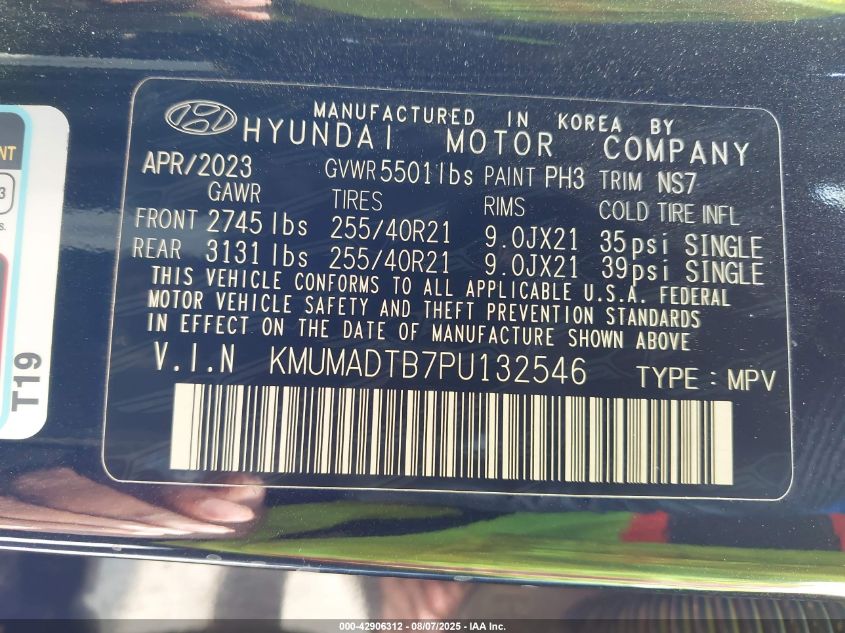 MANUFACTURED IN KOREA BY
HYUNDAI MOTOR COMPANY
APR/2023 GVWR 5501 lbs PAINT PH3 TRIM NS7
GAWR TIRES RIMS COLD TIRE INFL
FRONT 2745 lbs 255/40R21 9.0JX21 35psi SINGLE
REAR 3131 lbs 255/40R21 9.0JX21 39psi SINGLE
THIS VEHICLE CONFORMS TO ALL APPLICABLE U.S.A. FEDERAL
MOTOR VEHICLE SAFETY AND THEFT PREVENTION STANDARDS
IN EFFECT ON THE DATE OF MANUFACTURE SHOWN ABOVE
V.I.N KMUMADTB7PU132546 TYPE : MPV
T19
000-42906312 - 08/07/2025 - IAA Inc.